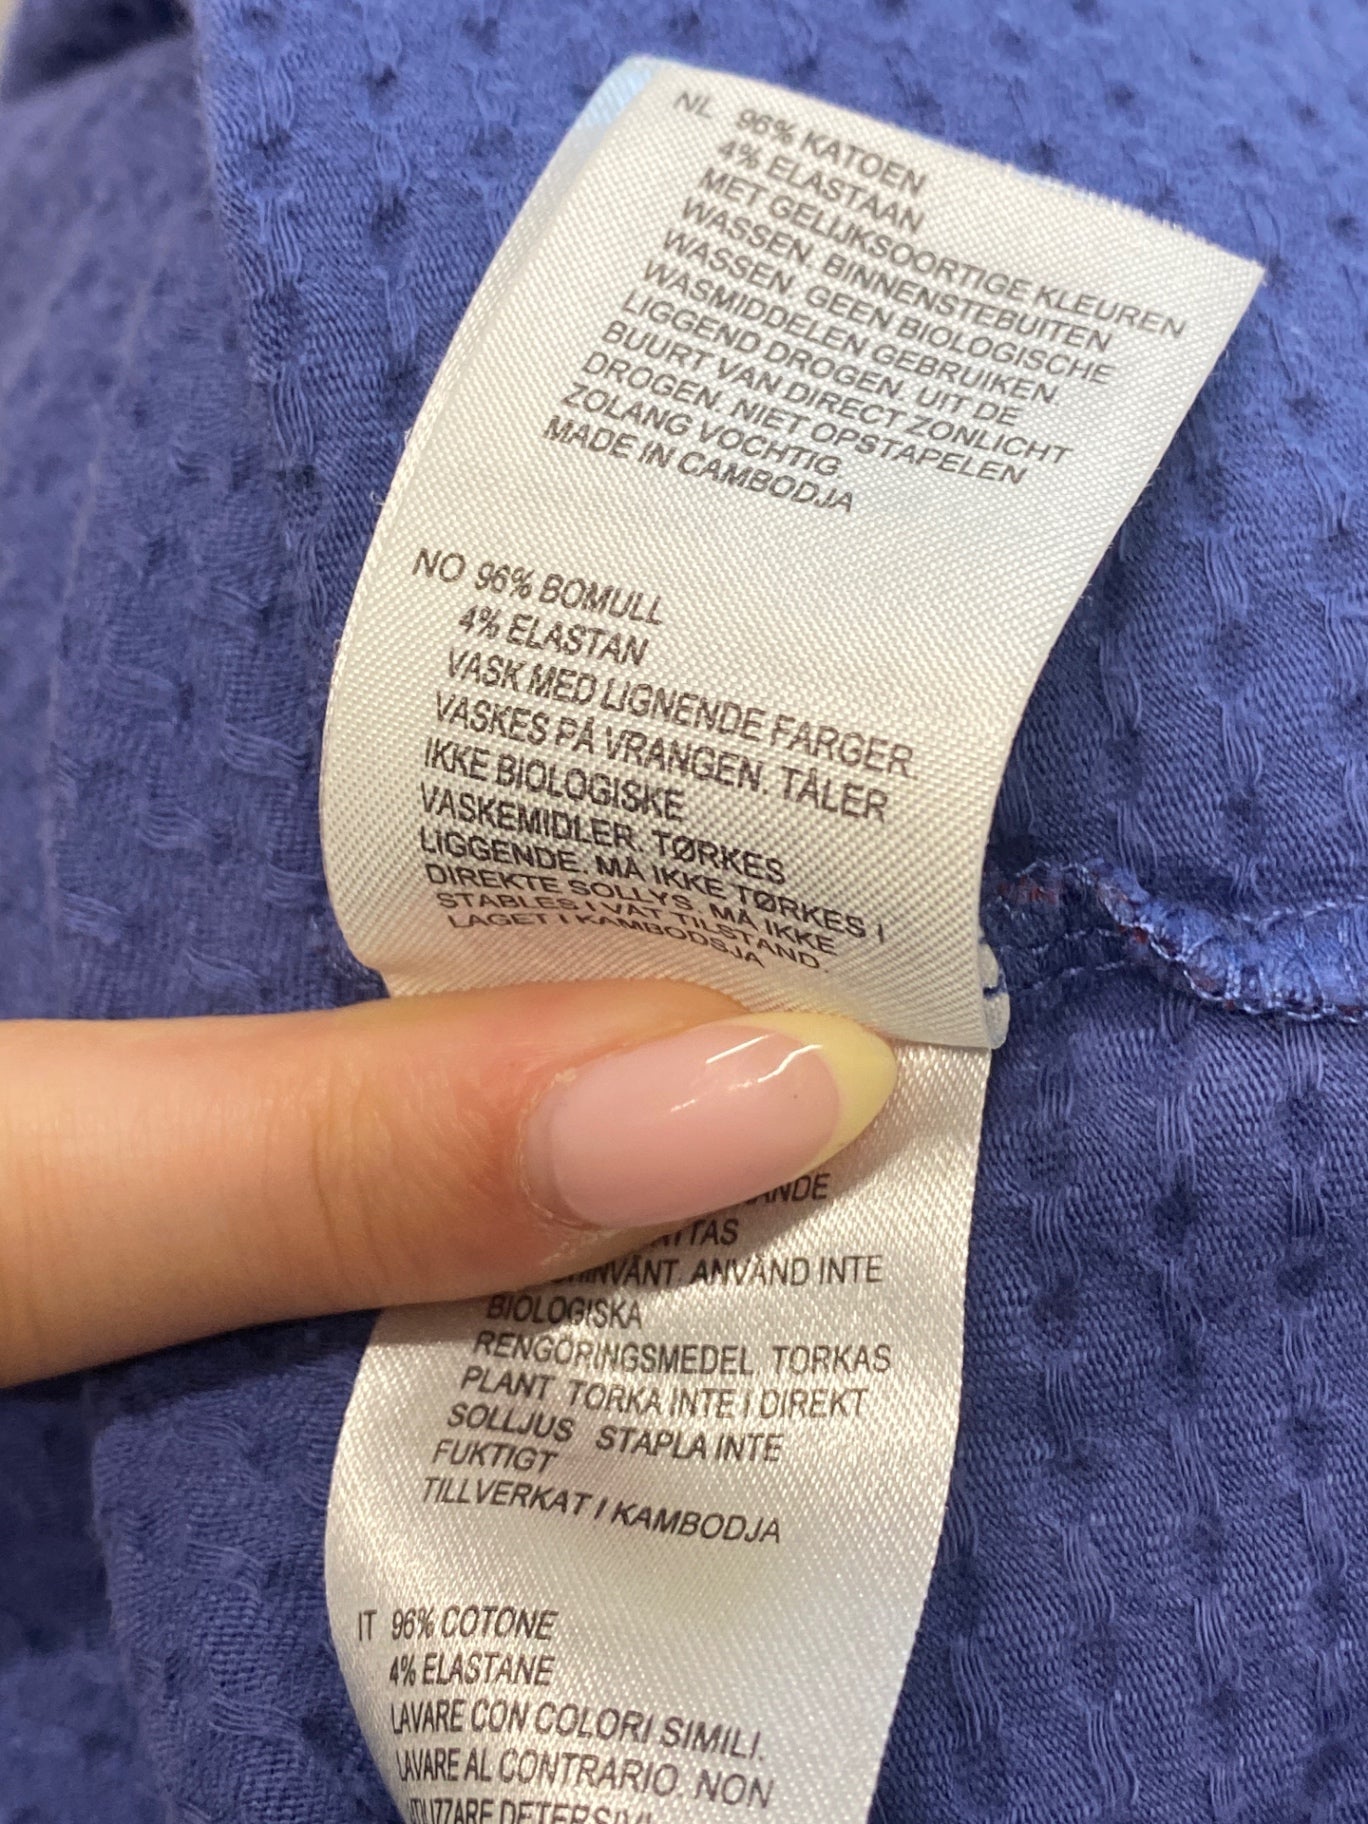 NL 96% KATOEN
4% ELASTAAN
MET GELIJKSOORTIGE KLEUREN
WASSEN. BINNENSTEBUITEN
WASSEN. GEEN BIOLOGISCHE
WASMIDDELEN GEBRUIKEN.
LIGGEND DROGEN. UIT DE
BUURT VAN DIRECT ZONLICHT
DROGEN. NIET OPSTAPELEN
ZOLANG VOCHTIG
MADE IN CAMBODJA
NO 96% BOMULL
4% ELASTAN
VASK MED LIGNENDE FARGER.
VASKES PÅ VRANGEN. TÅLER
IKKE BIOLOGISKE
VASKEMIDLER. TØRKES
LIGGENDE. MÅ IKKE TØRKES I
DIREKTE SOLLYS. MÅ IKKE
STABLES I VÅT TILSTAND.
LAGET I KAMBODSJA
ANVÄND INTE
BIOLOGISKA
RENGÖRINGSMEDEL. TORKAS
PLANT. TORKA INTE I DIREKT
SOLLJUS. STAPLA INTE
FUKTIGT
TILLVERKAT I KAMBODJA
IT 96% COTONE
4% ELASTANE
LAVARE CON COLORI SIMILI.
LAVARE AL CONTRARIO. NON